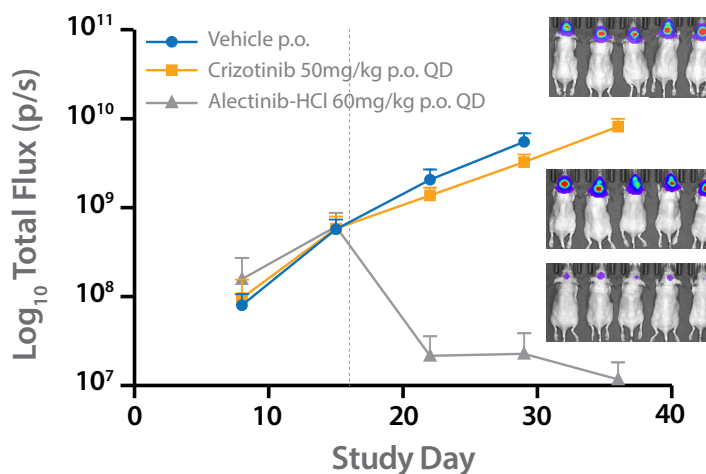 10¹¹
10¹⁰
10⁹
10⁸
10⁷
Log₁₀ Total Flux (p/s)
Vehicle p.o.
Crizotinib 50mg/kg p.o. QD
Alectinib-HCl 60mg/kg p.o. QD
0 10 20 30 40
Study Day